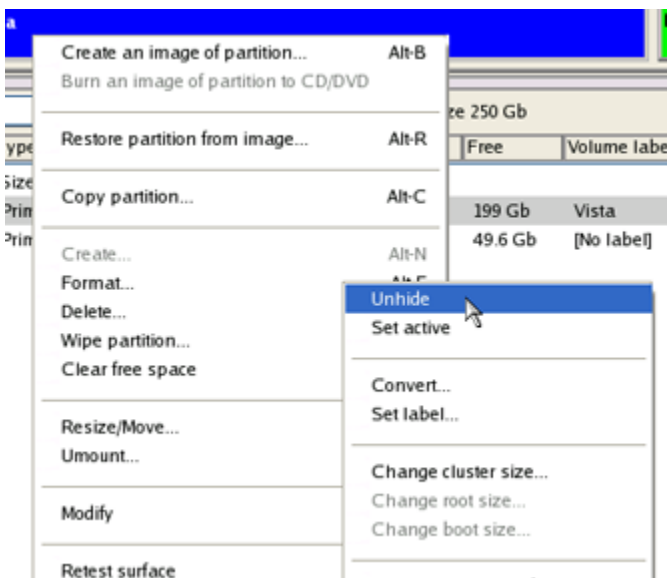 a
Create an image of partition... Alt-B
Burn an image of partition to CD/DVD
ze 250 Gb
Restore partition from image... Alt-R
ype Free Volume labe
Size
Copy partition... Alt-C
Prim 199 Gb Vista
Prim 49.6 Gb [No label]
Create... Alt-N
Format...
Unhide
Delete...
Set active
Wipe partition...
Clear free space
Convert...
Set label...
Resize/Move...
Umount...
Change cluster size...
Change root size...
Modify
Change boot size...
Retest surface